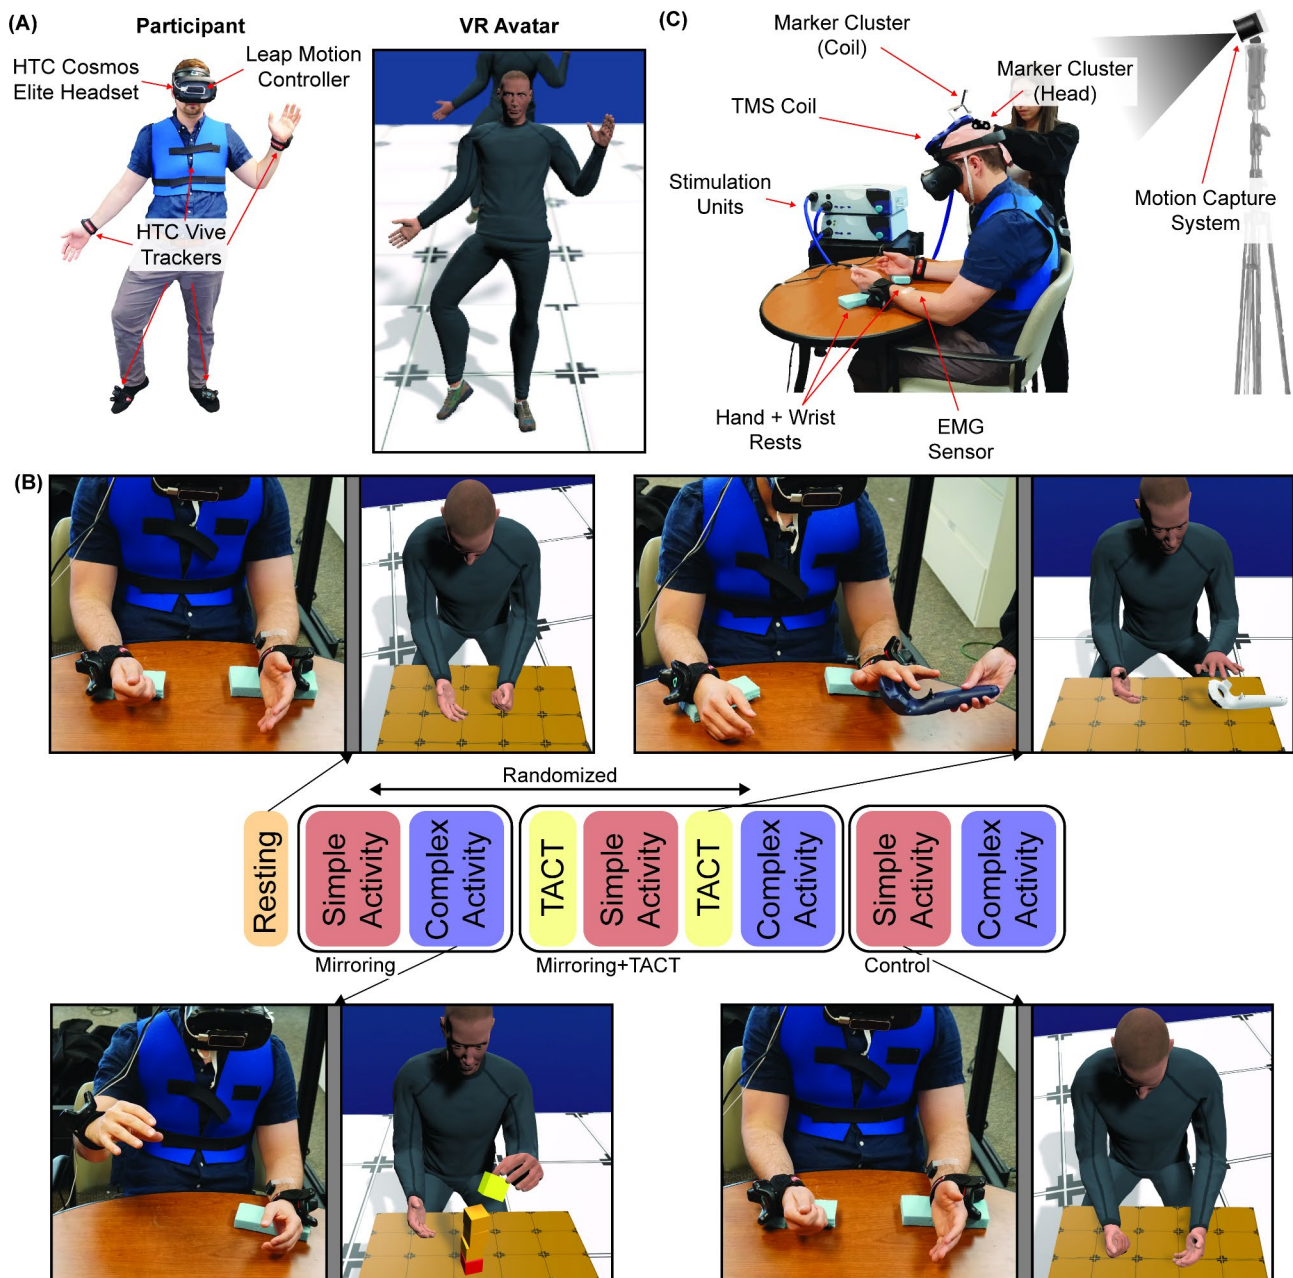 (A)
Participant
VR Avatar
HTC Cosmos
Elite Headset
Leap Motion
Controller
HTC Vive
Trackers
(C)
Marker Cluster
(Coil)
Marker Cluster
(Head)
TMS Coil
Stimulation
Units
Motion Capture
System
Hand + Wrist
Rests
EMG
Sensor
(B)
Randomized
Resting
Simple
Activity
Complex
Activity
TACT
Simple
Activity
TACT
Complex
Activity
Simple
Activity
Complex
Activity
Mirroring
Mirroring+TACT
Control